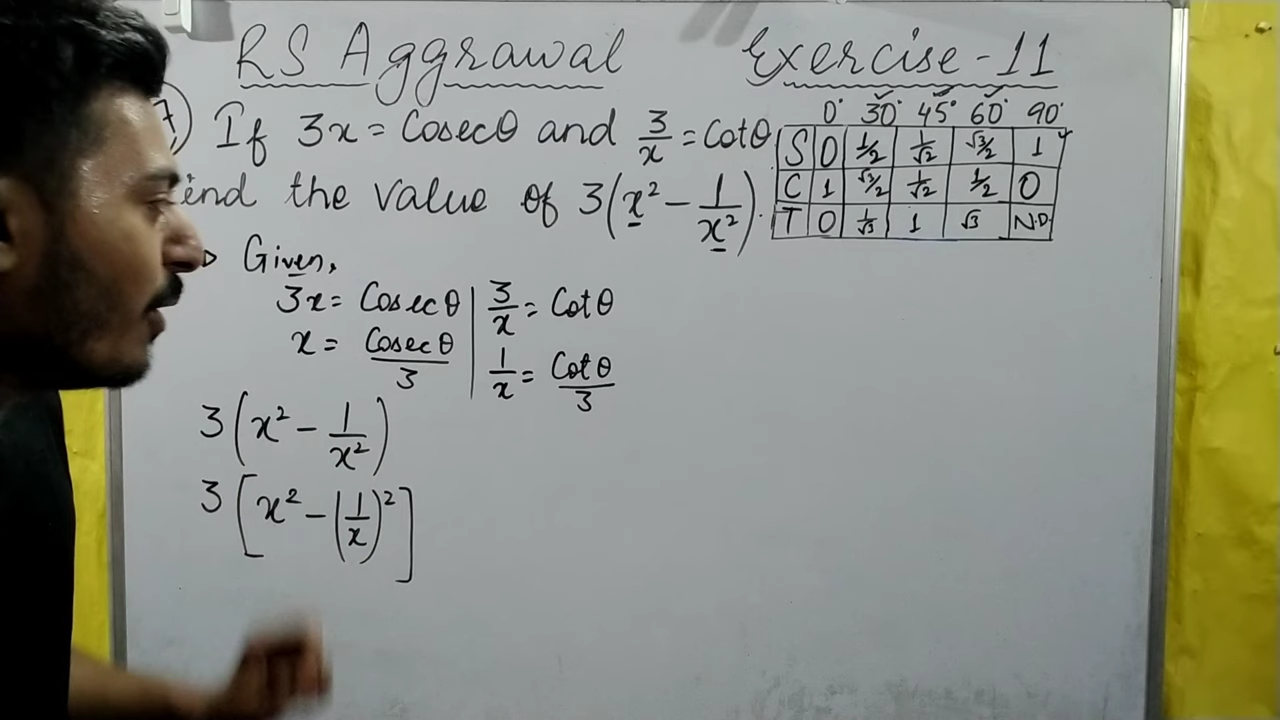 RS Aggrawal Exercise-11
7) If 3x = Cosecθ and 3/x = Cotθ,
ind the value of 3(x² - 1/x²).
0° 30° 45° 60° 90°
S 0 1/2 1/√2 √3/2 1
C 1 √3/2 1/√2 1/2 0
T 0 1/√3 1 √3 N.D.
Given,
3x = Cosecθ | 3/x = Cotθ
x = Cosecθ/3 | 1/x = Cotθ/3
3(x² - 1/x²)
3[x² - (1/x)²]